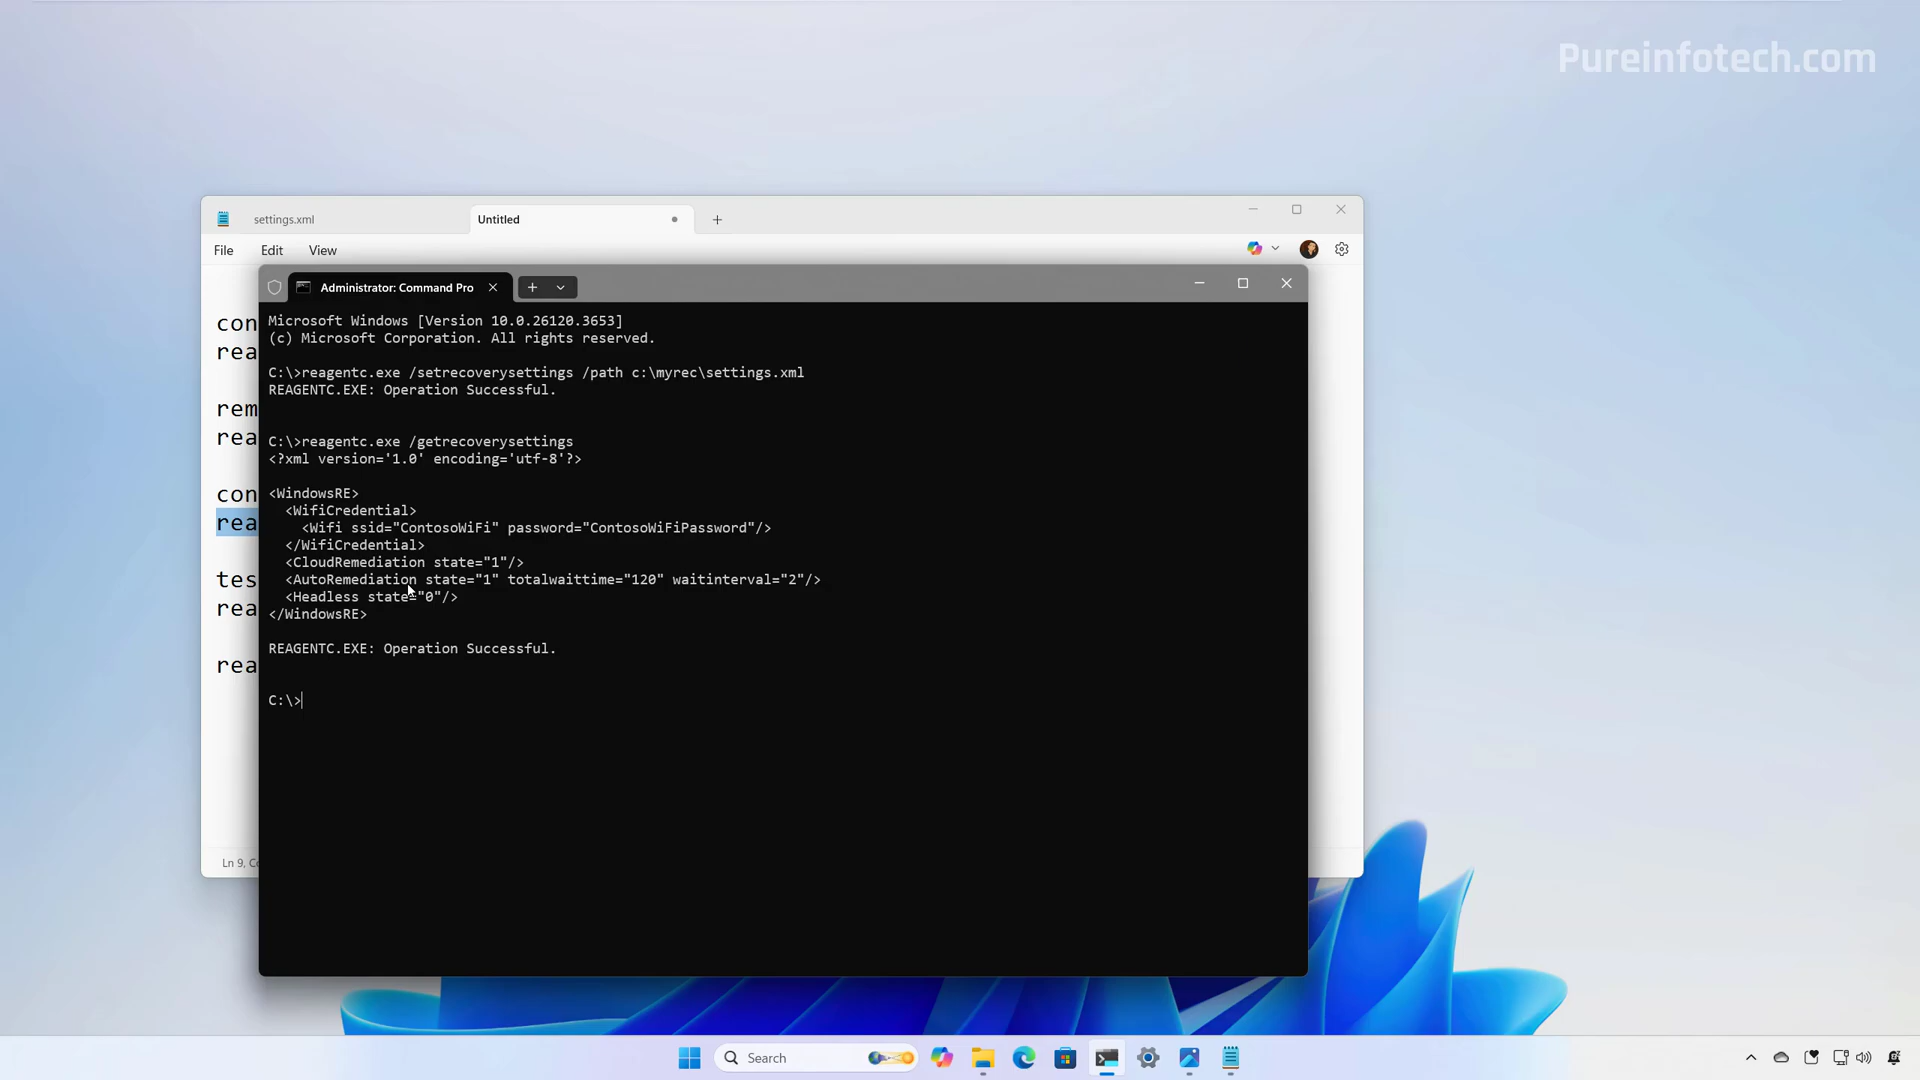 Pureinfotech.com
settings.xml
Untitled
File Edit View
Administrator: Command Pro
Microsoft Windows [Version 10.0.26120.3653]
(c) Microsoft Corporation. All rights reserved.
C:\>reagentc.exe /setrecoverysettings /path c:\myrec\settings.xml
REAGENTC.EXE: Operation Successful.
C:\>reagentc.exe /getrecoverysettings
<?xml version='1.0' encoding='utf-8'?>
<WindowsRE>
<WifiCredential>
<Wifi ssid="ContosoWiFi" password="ContosoWiFiPassword"/>
</WifiCredential>
<CloudRemediation state="1"/>
<AutoRemediation state="1" totalwaittime="120" waitinterval="2"/>
<Headless state="0"/>
</WindowsRE>
REAGENTC.EXE: Operation Successful.
C:\>
con
rea
rem
rea
con
rea
tes
rea
rea
Ln 9, Co
Search